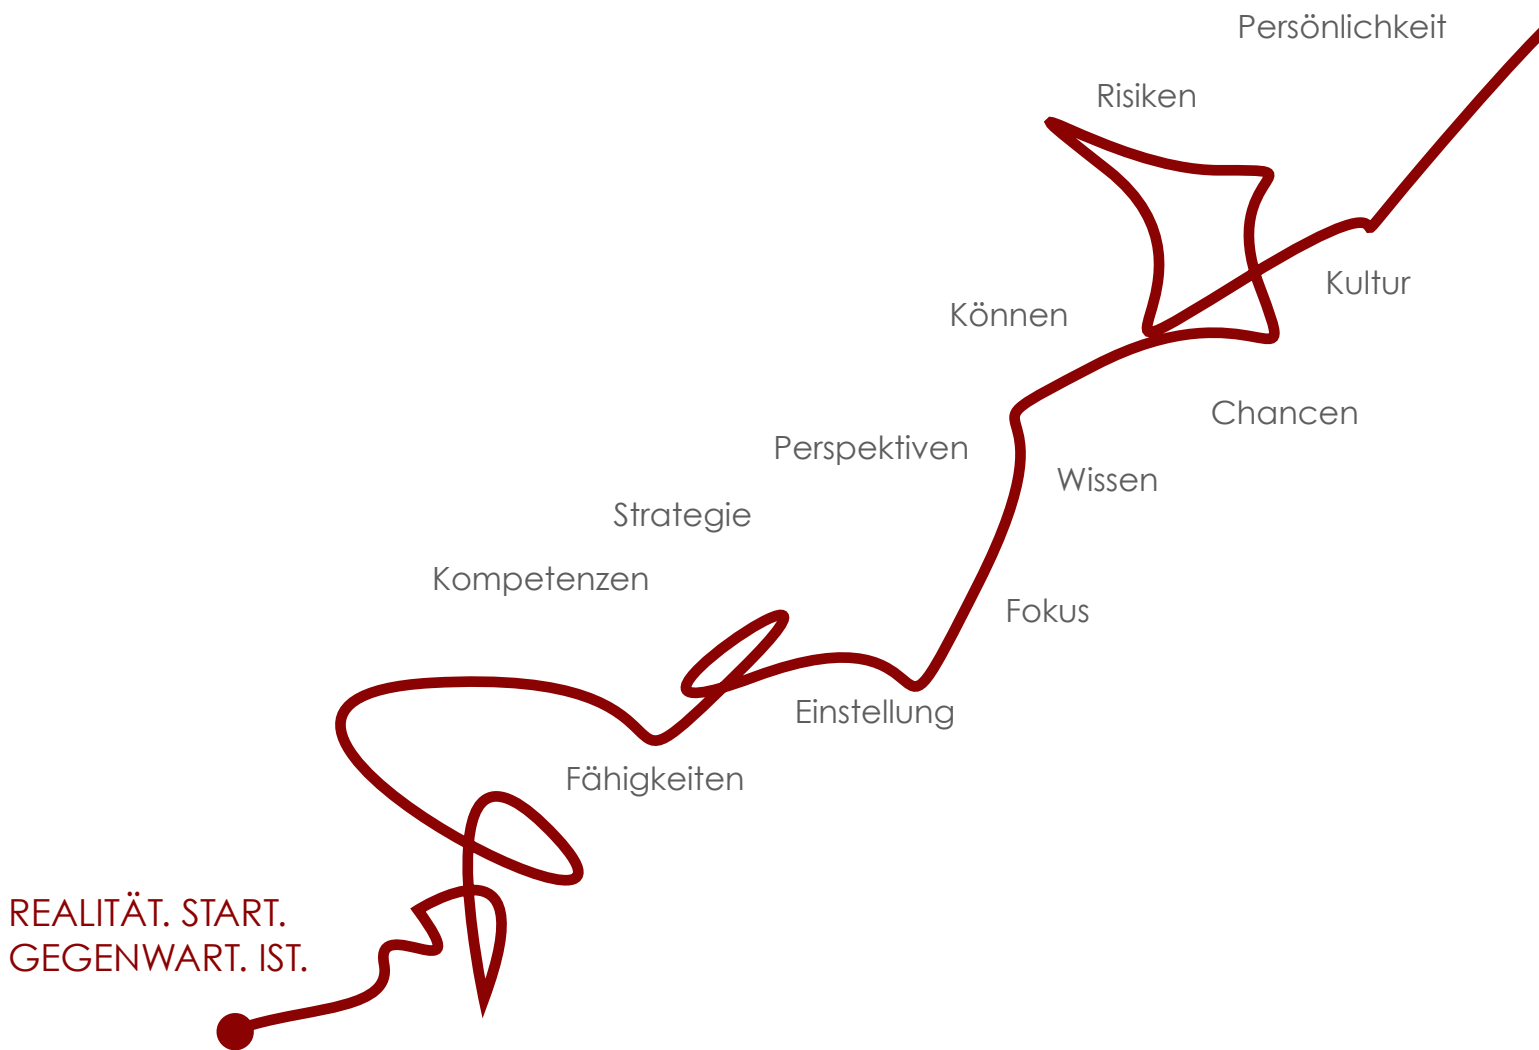 Persönlichkeit
Risiken
Kultur
Können
Chancen
Perspektiven
Wissen
Strategie
Kompetenzen
Fokus
Einstellung
Fähigkeiten
REALITÄT. START.
GEGENWART. IST.